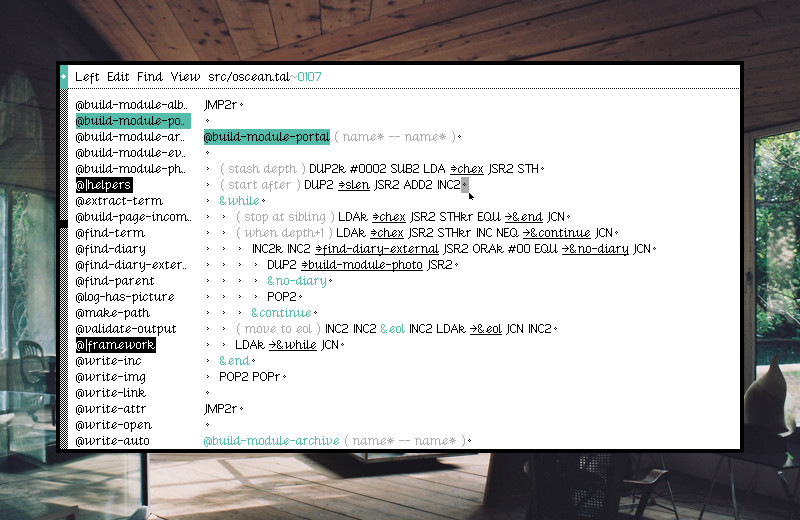 Left Edit Find View src/oscean.tal~0107
@build-module-alb..
@build-module-po..
@build-module-ar..
@build-module-ev..
@build-module-ph..
@|helpers
@extract-term
@build-page-incom..
@find-term
@find-diary
@find-diary-exter..
@find-parent
@log-has-picture
@make-path
@validate-output
@|framework
@write-inc
@write-img
@write-link
@write-attr
@write-open
@write-auto
JMP2r
@build-module-portal ( name* -- name* )
( stash depth ) DUP2k #0002 SUB2 LDA ⇒chex JSR2 STH
( start after ) DUP2 ⇒slen JSR2 ADD2 INC2
&while
( stop at sibling ) LDAk ⇒chex JSR2 STHkr EQU ⇒&end JCN
( when depth+1 ) LDAk ⇒chex JSR2 STHkr INC NEQ ⇒&continue JCN
INC2k INC2 ⇒find-diary-external JSR2 ORAk #00 EQU ⇒&no-diary JCN
DUP2 ⇒build-module-photo JSR2
&no-diary
POP2
&continue
( move to eol ) INC2 INC2 &eol INC2 LDAk ⇒&eol JCN INC2
LDAk ⇒&while JCN
&end
POP2 POPr
JMP2r
@build-module-archive ( name* -- name* )